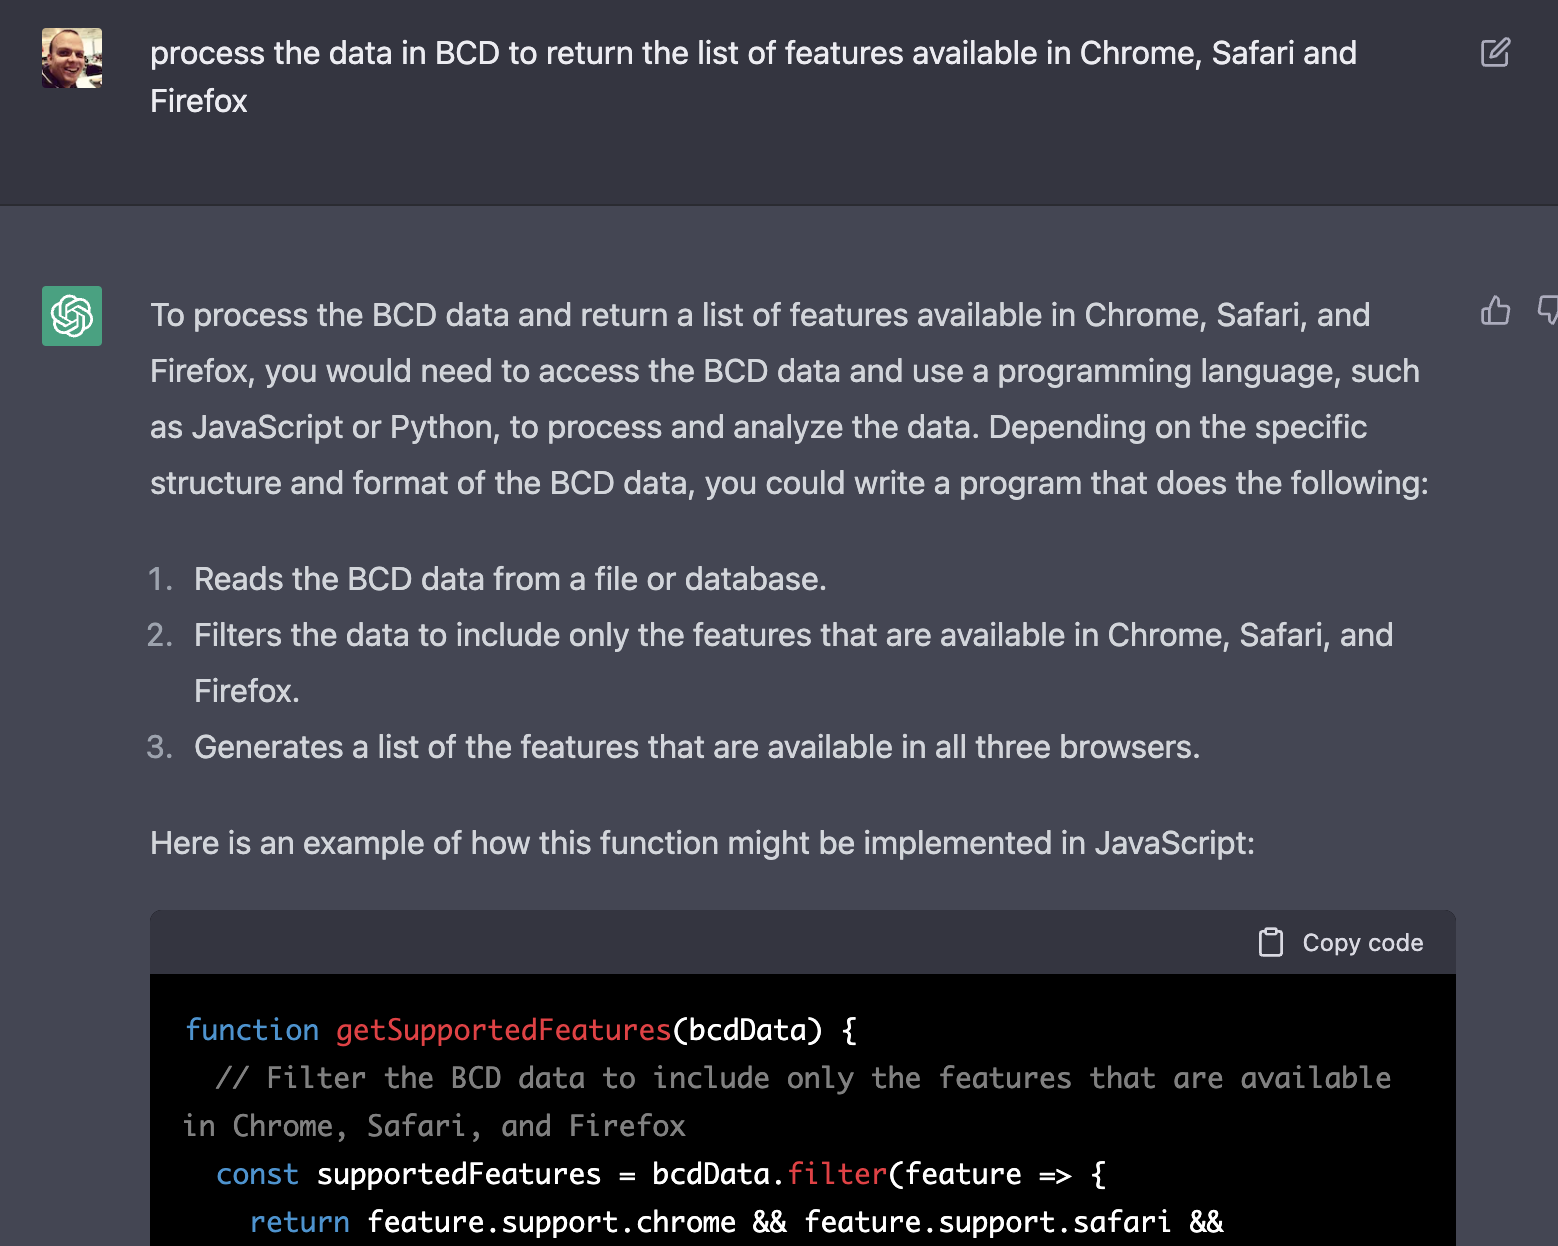 process the data in BCD to return the list of features available in Chrome, Safari and
Firefox
To process the BCD data and return a list of features available in Chrome, Safari, and
Firefox, you would need to access the BCD data and use a programming language, such
as JavaScript or Python, to process and analyze the data. Depending on the specific
structure and format of the BCD data, you could write a program that does the following:
1. Reads the BCD data from a file or database.
2. Filters the data to include only the features that are available in Chrome, Safari, and
Firefox.
3. Generates a list of the features that are available in all three browsers.
Here is an example of how this function might be implemented in JavaScript:
Copy code
function getSupportedFeatures(bcdData) {
// Filter the BCD data to include only the features that are available
in Chrome, Safari, and Firefox
const supportedFeatures = bcdData.filter(feature => {
return feature.support.chrome && feature.support.safari &&